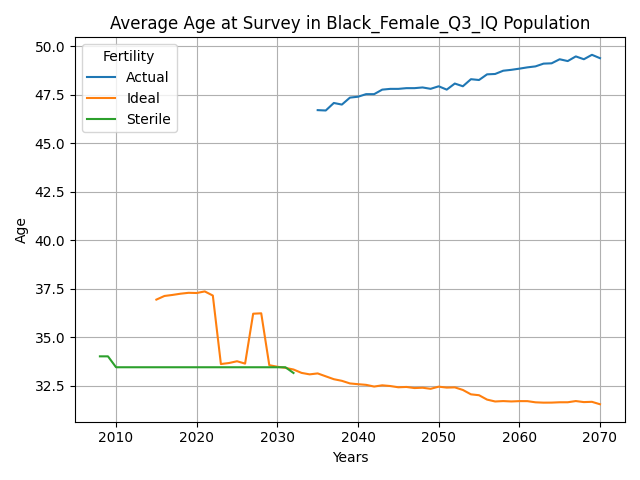 Average Age at Survey in Black_Female_Q3_IQ Population
50.0
47.5
45.0
42.5
40.0
37.5
35.0
32.5
Age
Fertility
Actual
Ideal
Sterile
2010 2020 2030 2040 2050 2060 2070
Years